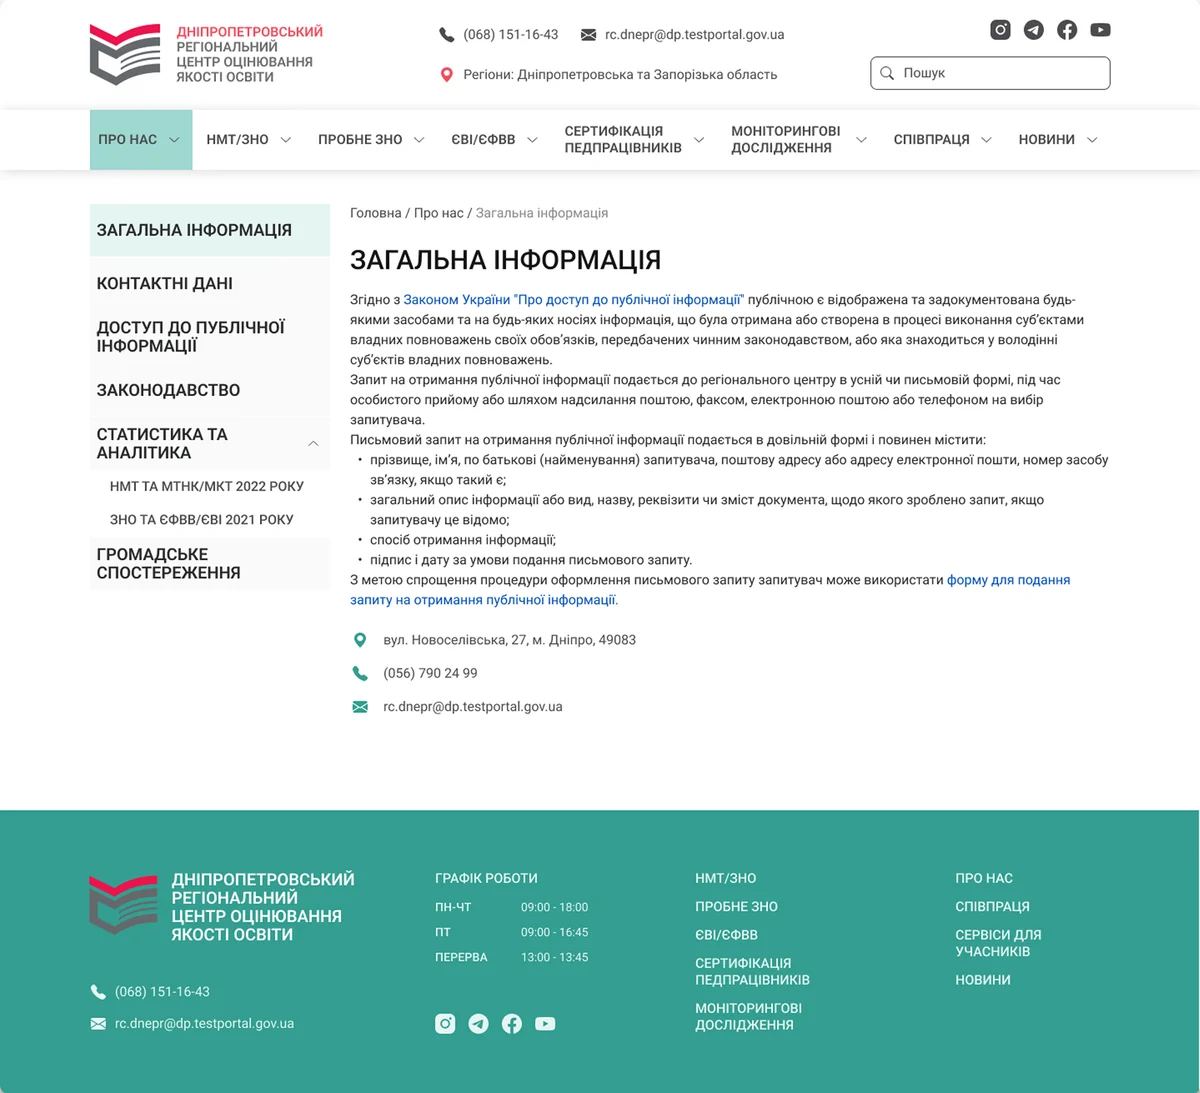 ДНІПРОПЕТРОВСЬКИЙ
РЕГІОНАЛЬНИЙ
ЦЕНТР ОЦІНЮВАННЯ
ЯКОСТІ ОСВІТИ
(068) 151-16-43
rc.dnepr@dp.testportal.gov.ua
Регіони: Дніпропетровська та Запорізька область
Пошук
ПРО НАС
НМТ/ЗНО
ПРОБНЕ ЗНО
ЄВІ/ЄФВВ
СЕРТИФІКАЦІЯ
ПЕДПРАЦІВНИКІВ
МОНІТОРИНГОВІ
ДОСЛІДЖЕННЯ
СПІВПРАЦЯ
НОВИНИ
ЗАГАЛЬНА ІНФОРМАЦІЯ
КОНТАКТНІ ДАНІ
ДОСТУП ДО ПУБЛІЧНОЇ
ІНФОРМАЦІЇ
ЗАКОНОДАВСТВО
СТАТИСТИКА ТА
АНАЛІТИКА
НМТ ТА МТНК/МКТ 2022 РОКУ
ЗНО ТА ЄФВВ/ЄВІ 2021 РОКУ
ГРОМАДСЬКЕ
СПОСТЕРЕЖЕННЯ
Головна / Про нас / Загальна інформація
ЗАГАЛЬНА ІНФОРМАЦІЯ
Згідно з Законом України "Про доступ до публічної інформації" публічною є відображена та задокументована будь-
якими засобами та на будь-яких носіях інформація, що була отримана або створена в процесі виконання суб’єктами
владних повноважень своїх обов’язків, передбачених чинним законодавством, або яка знаходиться у володінні
суб’єктів владних повноважень.
Запит на отримання публічної інформації подається до регіонального центру в усній чи письмовій формі, під час
особистого прийому або шляхом надсилання поштою, факсом, електронною поштою або телефоном на вибір
запитувача.
Письмовий запит на отримання публічної інформації подається в довільній формі і повинен містити:
• прізвище, ім’я, по батькові (найменування) запитувача, поштову адресу або адресу електронної пошти, номер засобу
зв’язку, якщо такий є;
• загальний опис інформації або вид, назву, реквізити чи зміст документа, щодо якого зроблено запит, якщо
запитувачу це відомо;
• спосіб отримання інформації;
• підпис і дату за умови подання письмового запиту.
З метою спрощення процедури оформлення письмового запиту запитувач може використати форму для подання
запиту на отримання публічної інформації.
вул. Новоселівська, 27, м. Дніпро, 49083
(056) 790 24 99
rc.dnepr@dp.testportal.gov.ua
ДНІПРОПЕТРОВСЬКИЙ
РЕГІОНАЛЬНИЙ
ЦЕНТР ОЦІНЮВАННЯ
ЯКОСТІ ОСВІТИ
(068) 151-16-43
rc.dnepr@dp.testportal.gov.ua
ГРАФІК РОБОТИ
ПН-ЧТ 09:00 - 18:00
ПТ 09:00 - 16:45
ПЕРЕРВА 13:00 - 13:45
НМТ/ЗНО
ПРОБНЕ ЗНО
ЄВІ/ЄФВВ
СЕРТИФІКАЦІЯ
ПЕДПРАЦІВНИКІВ
МОНІТОРИНГОВІ
ДОСЛІДЖЕННЯ
ПРО НАС
СПІВПРАЦЯ
СЕРВІСИ ДЛЯ
УЧАСНИКІВ
НОВИНИ